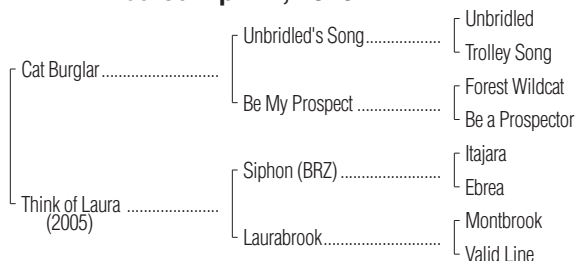 Unbridled
Unbridled's Song
Trolley Song
Cat Burglar
Forest Wildcat
Be My Prospect
Be a Prospector
Itajara
Siphon (BRZ)
Ebrea
Think of Laura
(2005)
Montbrook
Laurabrook
Valid Line